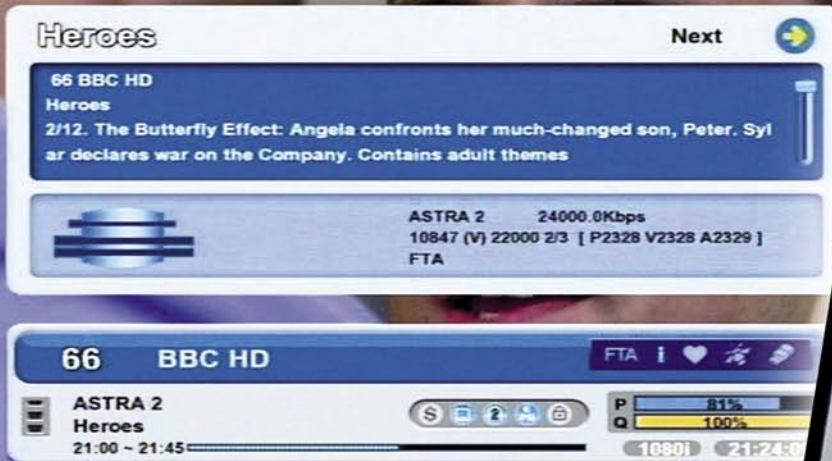 Heroes
Next
66 BBC HD
Heroes
2/12. The Butterfly Effect: Angela confronts her much-changed son, Peter. Syl
ar declares war on the Company. Contains adult themes
ASTRA 2 24000.0Kbps
10847 (V) 22000 2/3 [ P2328 V2328 A2329 ]
FTA
66 BBC HD
FTA i
ASTRA 2
Heroes
S 2
P 81%
Q 100%
21:00 ~ 21:45
1080i